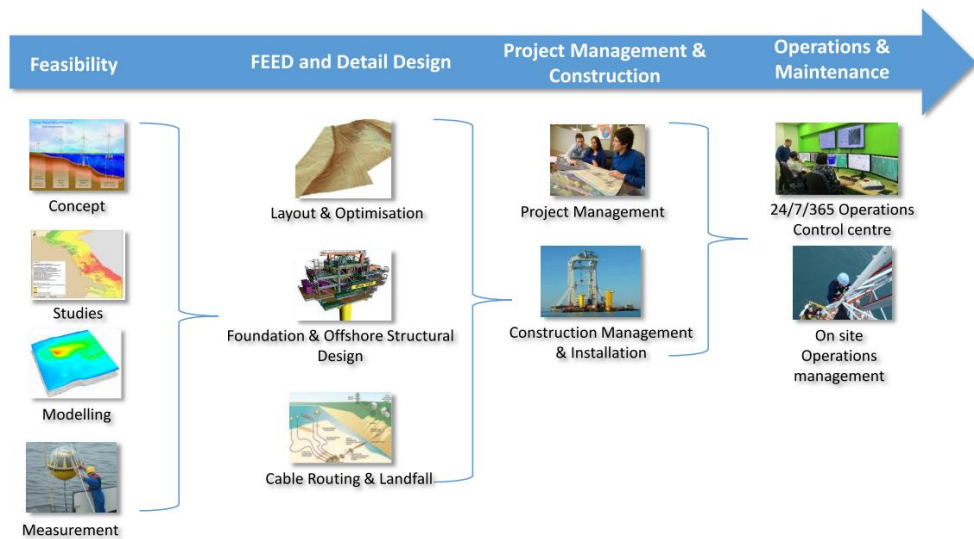 Feasibility
FEED and Detail Design
Project Management &
Construction
Operations &
Maintenance
Concept
Studies
Modelling
Measurement
Layout & Optimisation
Foundation & Offshore Structural
Design
Cable Routing & Landfall
Project Management
Construction Management
& Installation
24/7/365 Operations
Control centre
On site
Operations
management